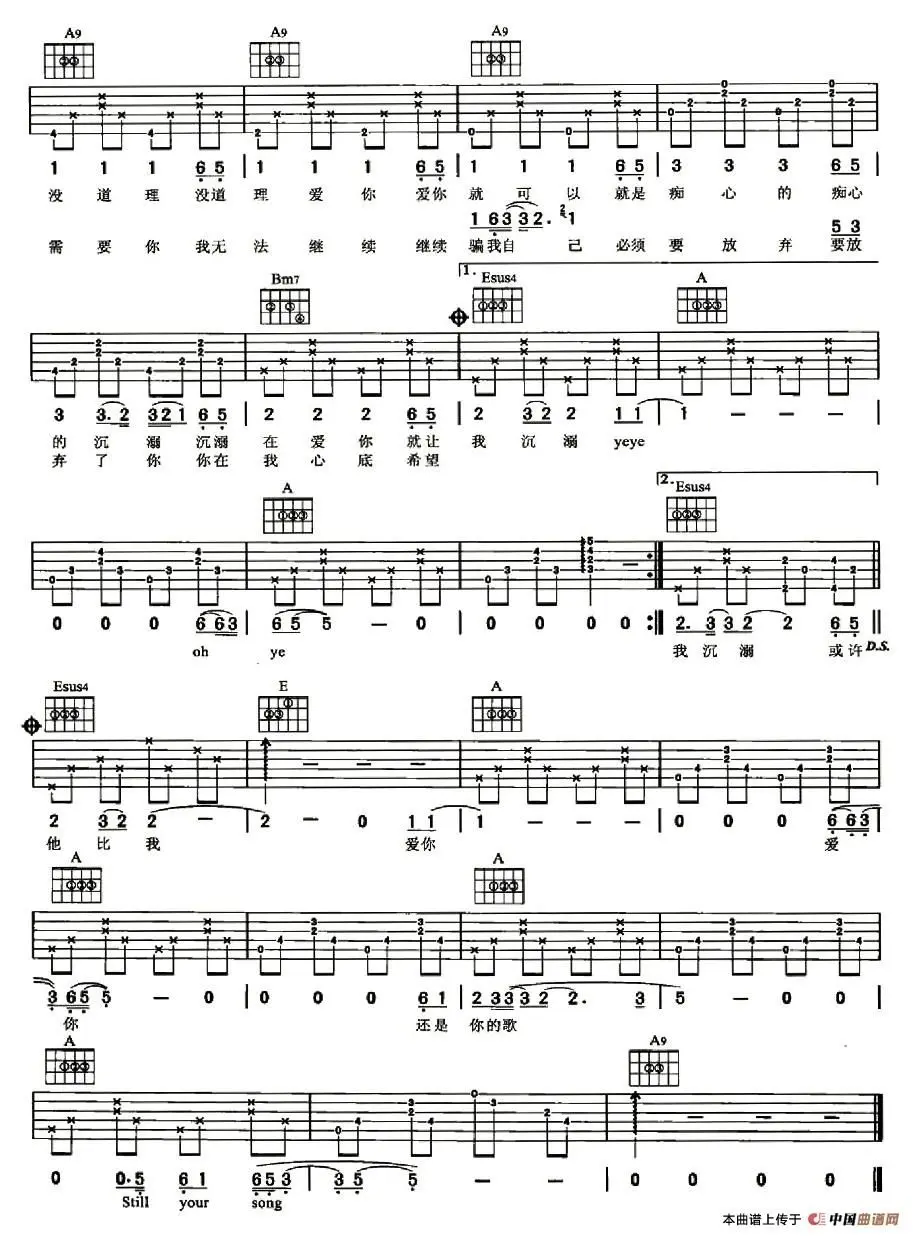 A9 A9 A9
1 1 1 6 5 | 1 1 1 6 5 | 1 1 1 6 5 | 3 3 3 6 5 |
没 道 理 没道 理 爱 你 爱你 就 可 以 就是 痴 心 的 痴心
1 6 3 3 2. 2 1 5 3
需 要 你 我无 法 继 续 继续 骗我自 己 必须 要 放 弃 要放
Bm7 1. Esus4 A
3 3. 2 3 2 1 6 5 | 2 2 2 6 5 | 2 3 2 2 1 1 | 1 — — — |
的 沉 溺 沉溺 在 爱 你 就让 我 沉 溺 yeye
弃 了 你 你在 我 心 底 希望
A 2. Esus4
0 0 0 6 6 3 | 6 5 5 — 0 | 0 0 0 0 :‖ 2. 3 3 2 2 6 5 ‖
oh ye 我 沉 溺 或许 D.S.
Esus4 E A
2 3 2 2 — | 2 — 0 1 1 | 1 — — — | 0 0 0 6 6 3 |
他 比 我 爱你 爱
A A
3 6 5 5 — 0 | 0 0 0 6 1 | 2 3 3 3 2 2. 3 | 5 — 0 0 |
你 还是 你的歌
A A9
0 0. 5 6 1 6 5 3 | 3 5 5 — 0 | 0 0 0 0 ‖
Still your song
本曲谱上传于 中国曲谱网